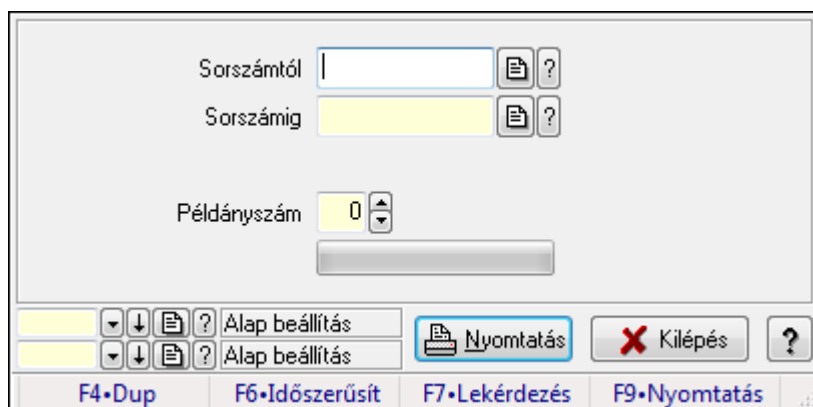 Sorszámtól ?
Sorszámig ?
Példányszám 0
? Alap beállítás
? Alap beállítás
Nyomtatás Kilépés ?
F4•Dup F6•Időszerűsít F7•Lekérdezés F9•Nyomtatás